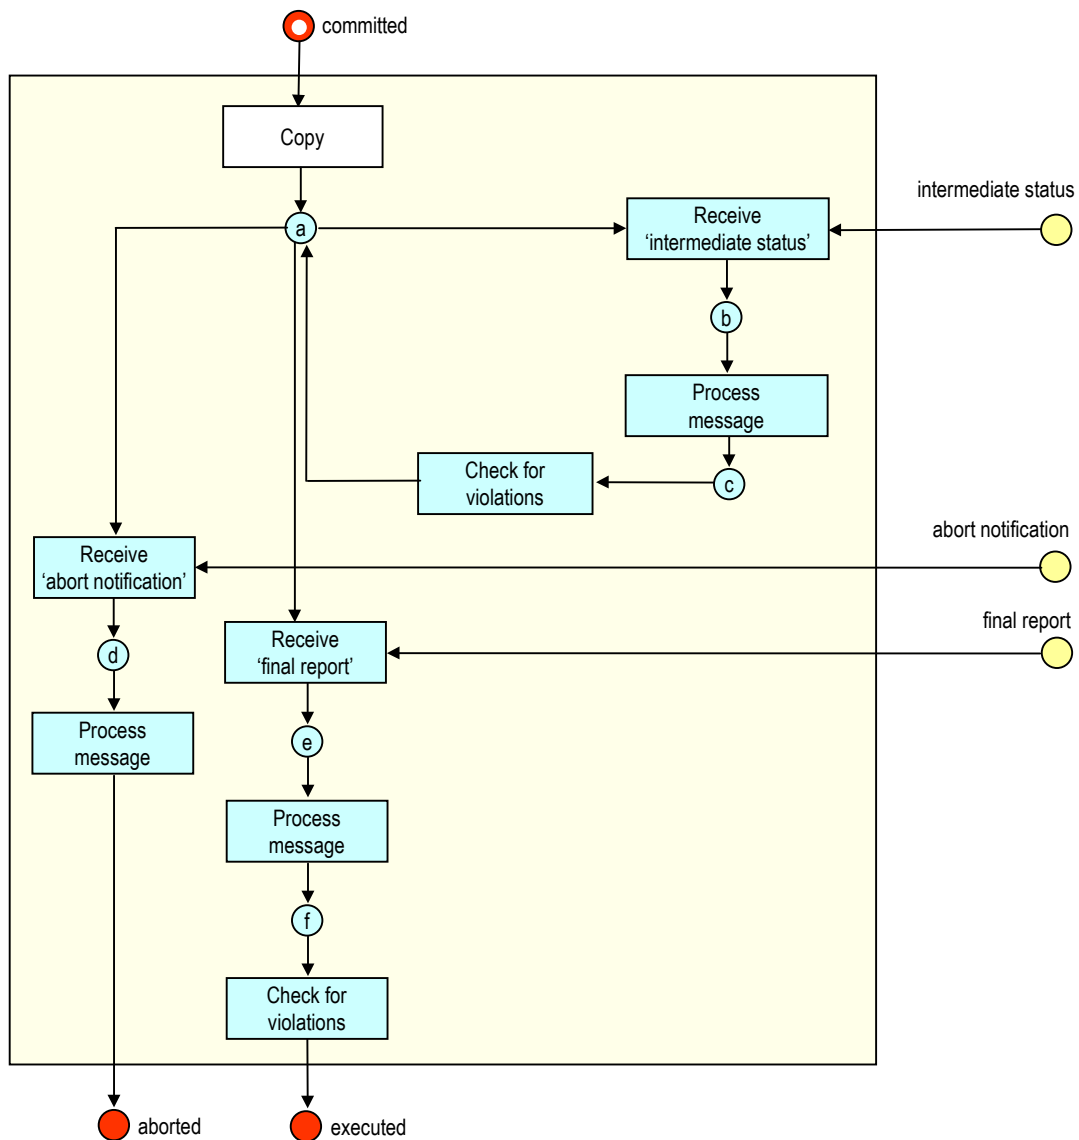 committed
Copy
intermediate status
Receive
‘intermediate status’
a
b
Process
message
Check for
violations
c
abort notification
Receive
‘abort notification’
final report
Receive
‘final report’
d
Process
message
e
Process
message
f
Check for
violations
aborted
executed